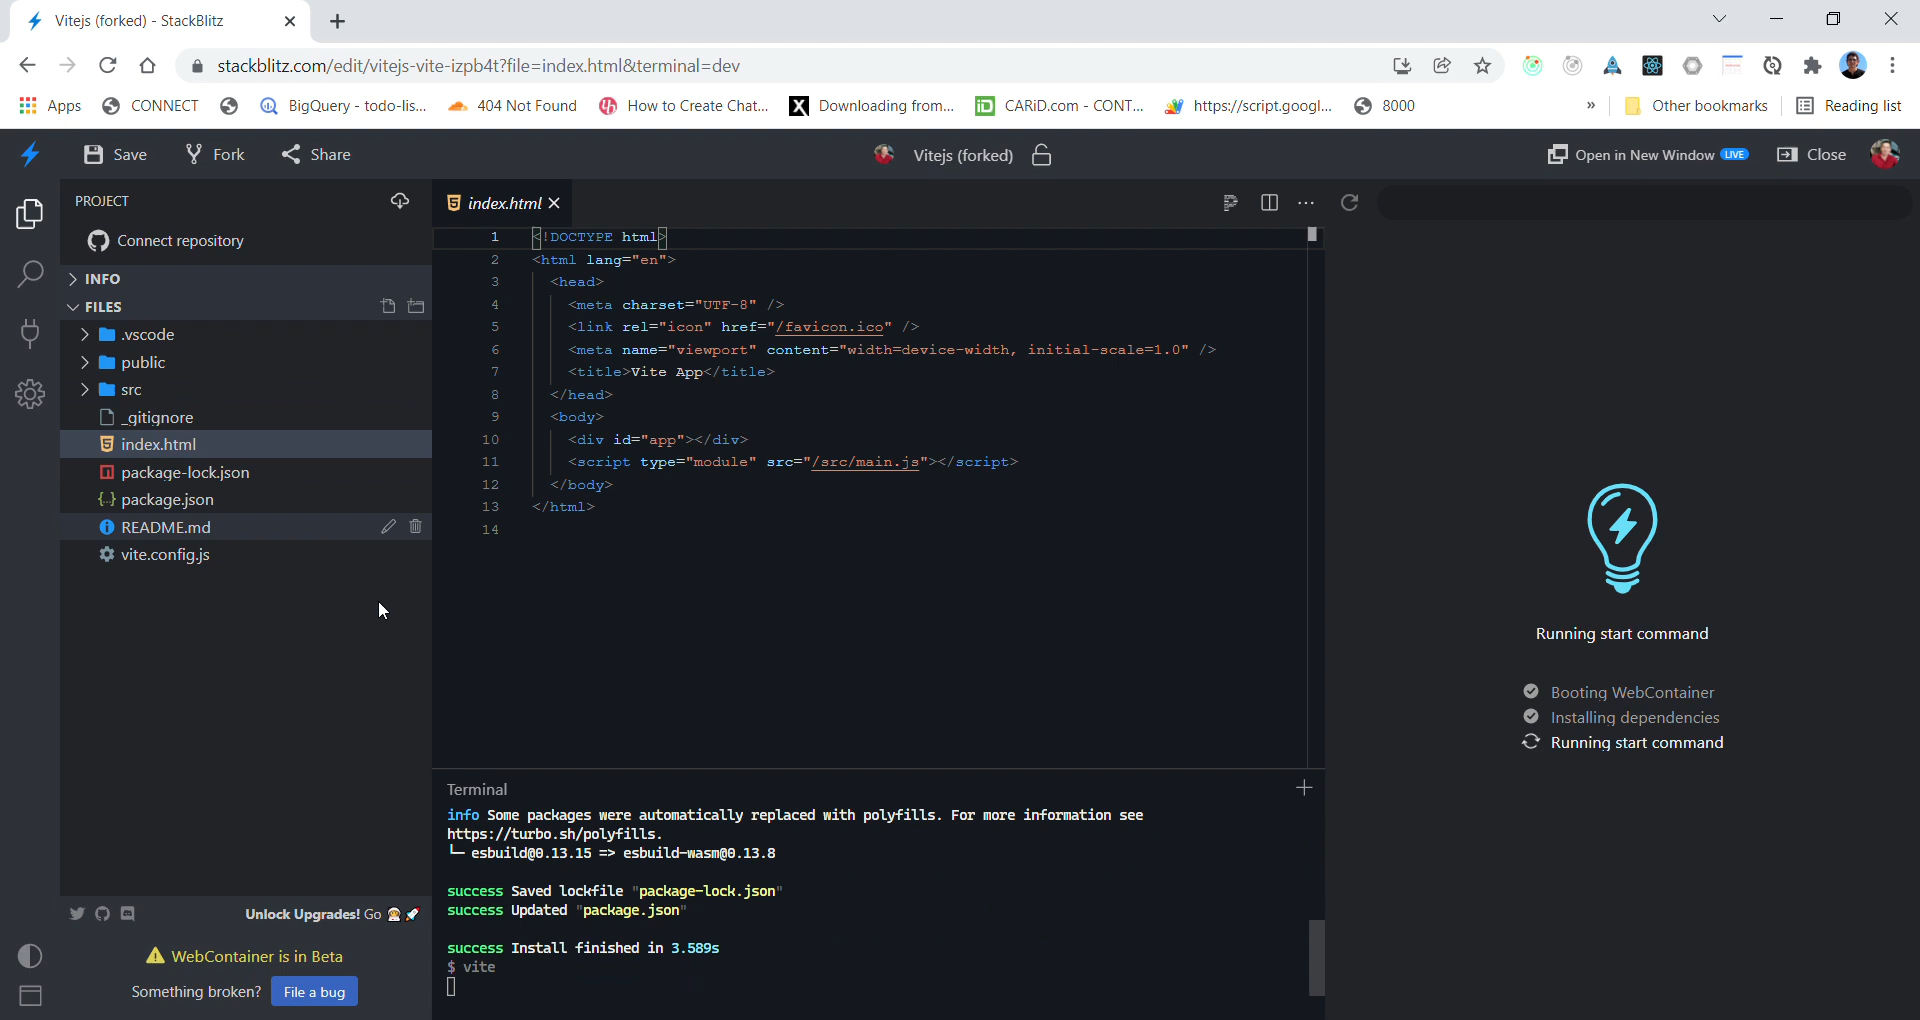 Vitejs (forked) - StackBlitz
stackblitz.com/edit/vitejs-vite-izpb4t?file=index.html&terminal=dev
Apps CONNECT BigQuery - todo-lis... 404 Not Found How to Create Chat... Downloading from... CARiD.com - CONT... https://script.googl... 8000 » Other bookmarks Reading list
Save Fork Share Vitejs (forked) Open in New Window LIVE Close
PROJECT
Connect repository
INFO
FILES
.vscode
public
src
_gitignore
index.html
package-lock.json
package.json
README.md
vite.config.js
Unlock Upgrades! Go
WebContainer is in Beta
Something broken? File a bug
index.html
1 <!DOCTYPE html>
2 <html lang="en">
3 <head>
4 <meta charset="UTF-8" />
5 <link rel="icon" href="/favicon.ico" />
6 <meta name="viewport" content="width=device-width, initial-scale=1.0" />
7 <title>Vite App</title>
8 </head>
9 <body>
10 <div id="app"></div>
11 <script type="module" src="/src/main.js"></script>
12 </body>
13 </html>
14
Terminal
info Some packages were automatically replaced with polyfills. For more information see
https://turbo.sh/polyfills.
└─ esbuild@0.13.15 => esbuild-wasm@0.13.8
success Saved lockfile "package-lock.json"
success Updated "package.json"
success Install finished in 3.589s
$ vite
Running start command
Booting WebContainer
Installing dependencies
Running start command